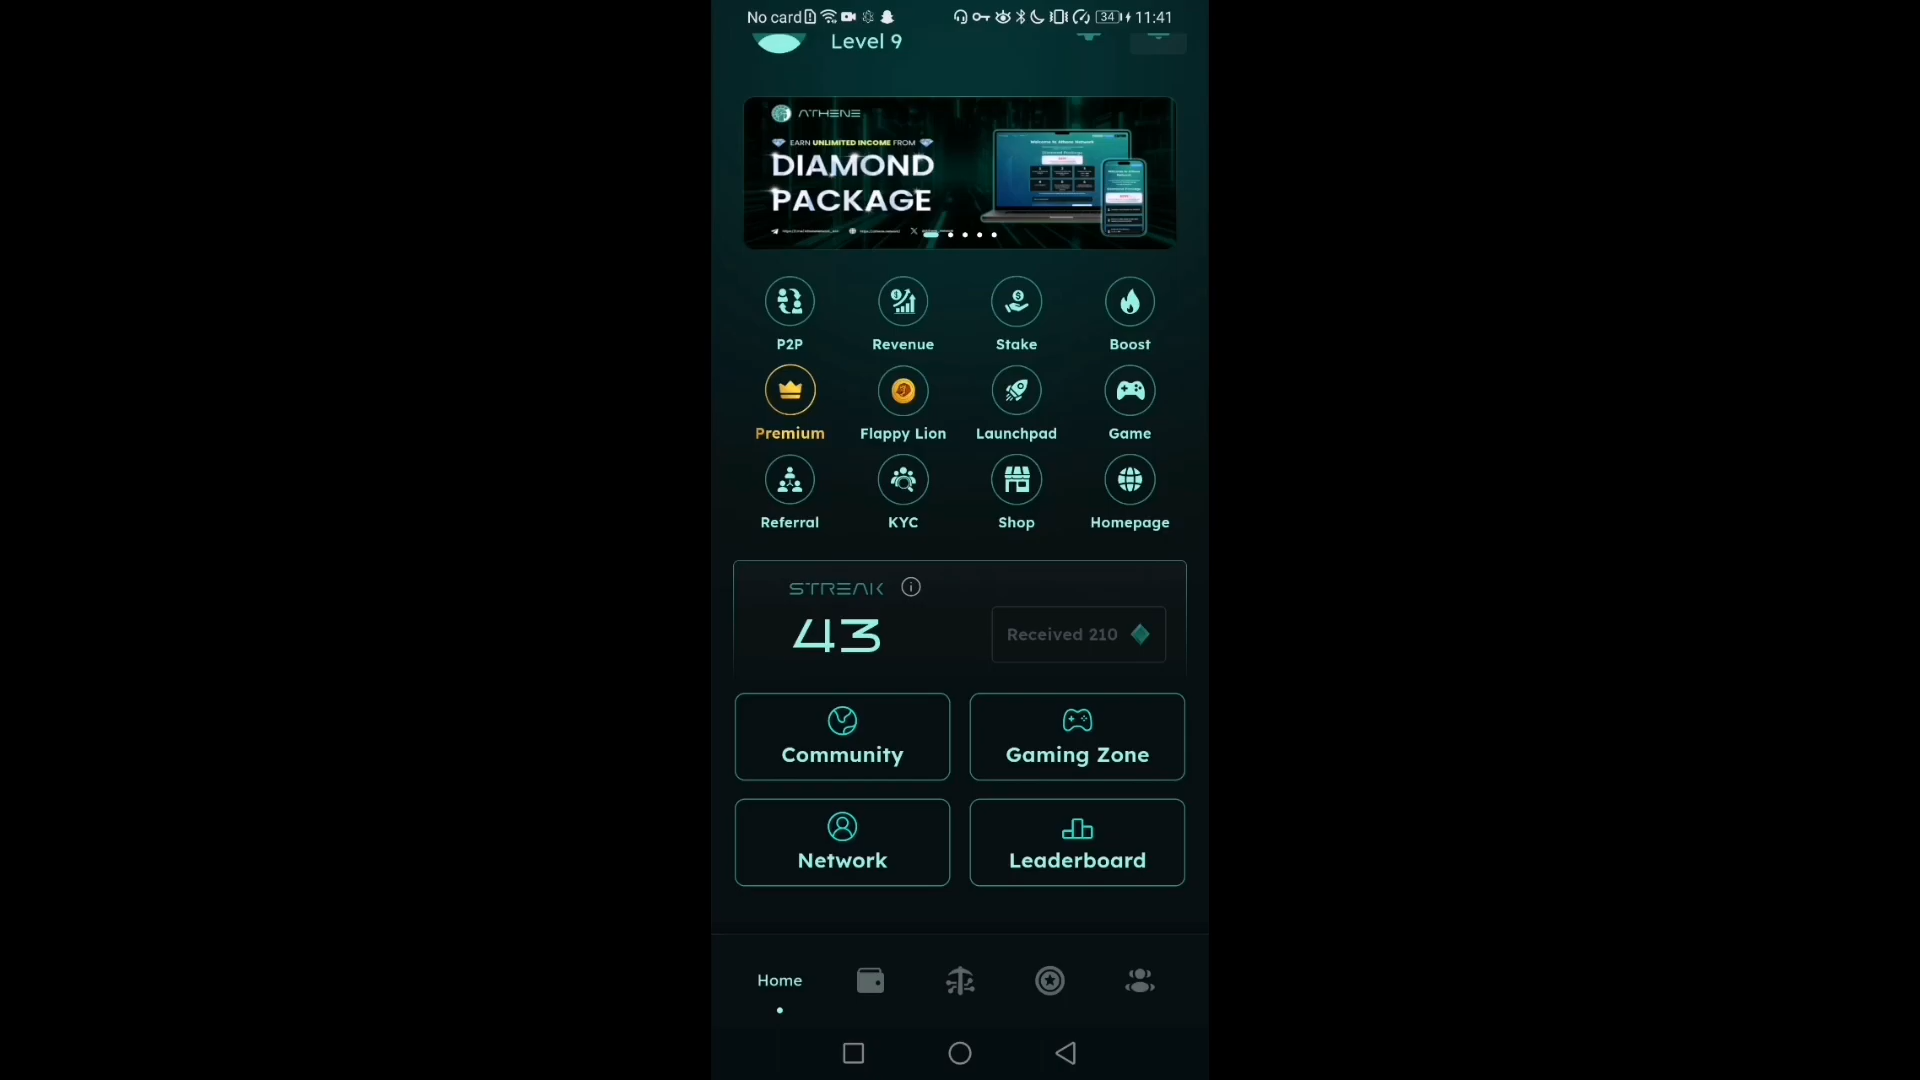 No card 34 11:41
Level 9
ATHENE
EARN UNLIMITED INCOME FROM
DIAMOND
PACKAGE
P2P Revenue Stake Boost
Premium Flappy Lion Launchpad Game
Referral KYC Shop Homepage
STREAK
43
Received 210
Community Gaming Zone
Network Leaderboard
Home